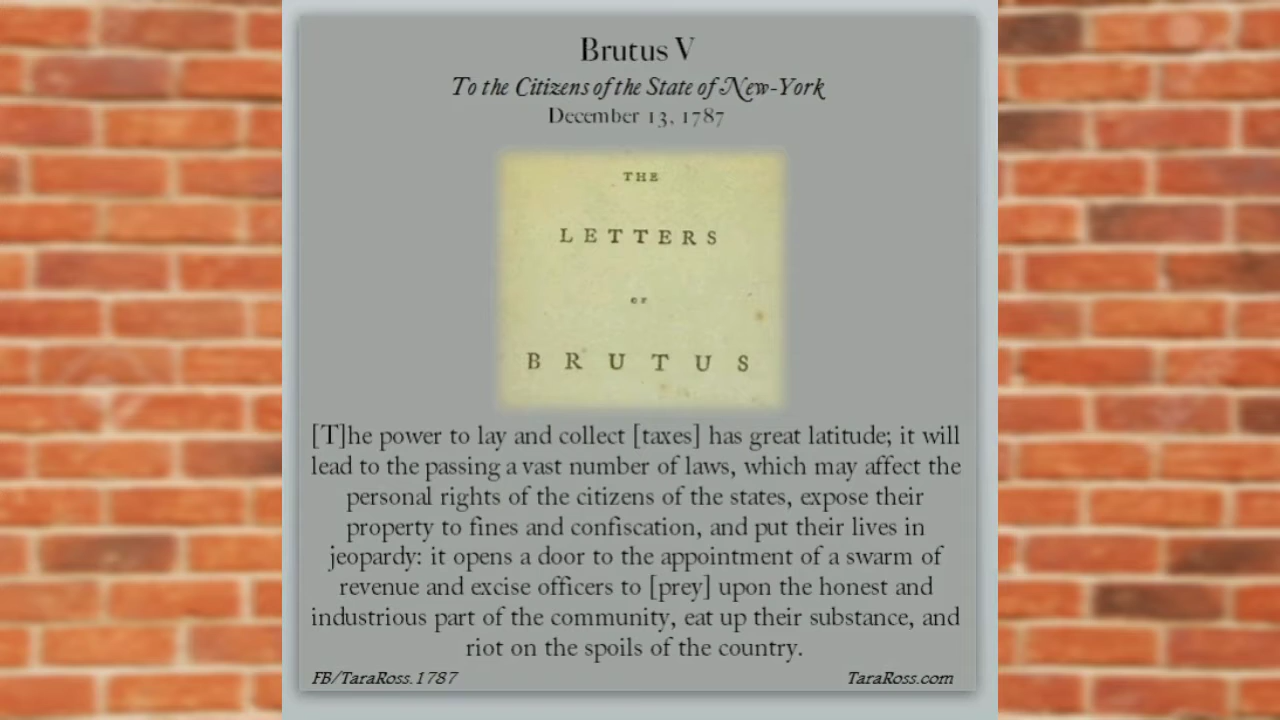 Brutus V
To the Citizens of the State of New-York
December 13, 1787
THE
LETTERS
OF
BRUTUS
[T]he power to lay and collect [taxes] has great latitude; it will
lead to the passing a vast number of laws, which may affect the
personal rights of the citizens of the states, expose their
property to fines and confiscation, and put their lives in
jeopardy: it opens a door to the appointment of a swarm of
revenue and excise officers to [prey] upon the honest and
industrious part of the community, eat up their substance, and
riot on the spoils of the country.
FB/TaraRoss.1787
TaraRoss.com